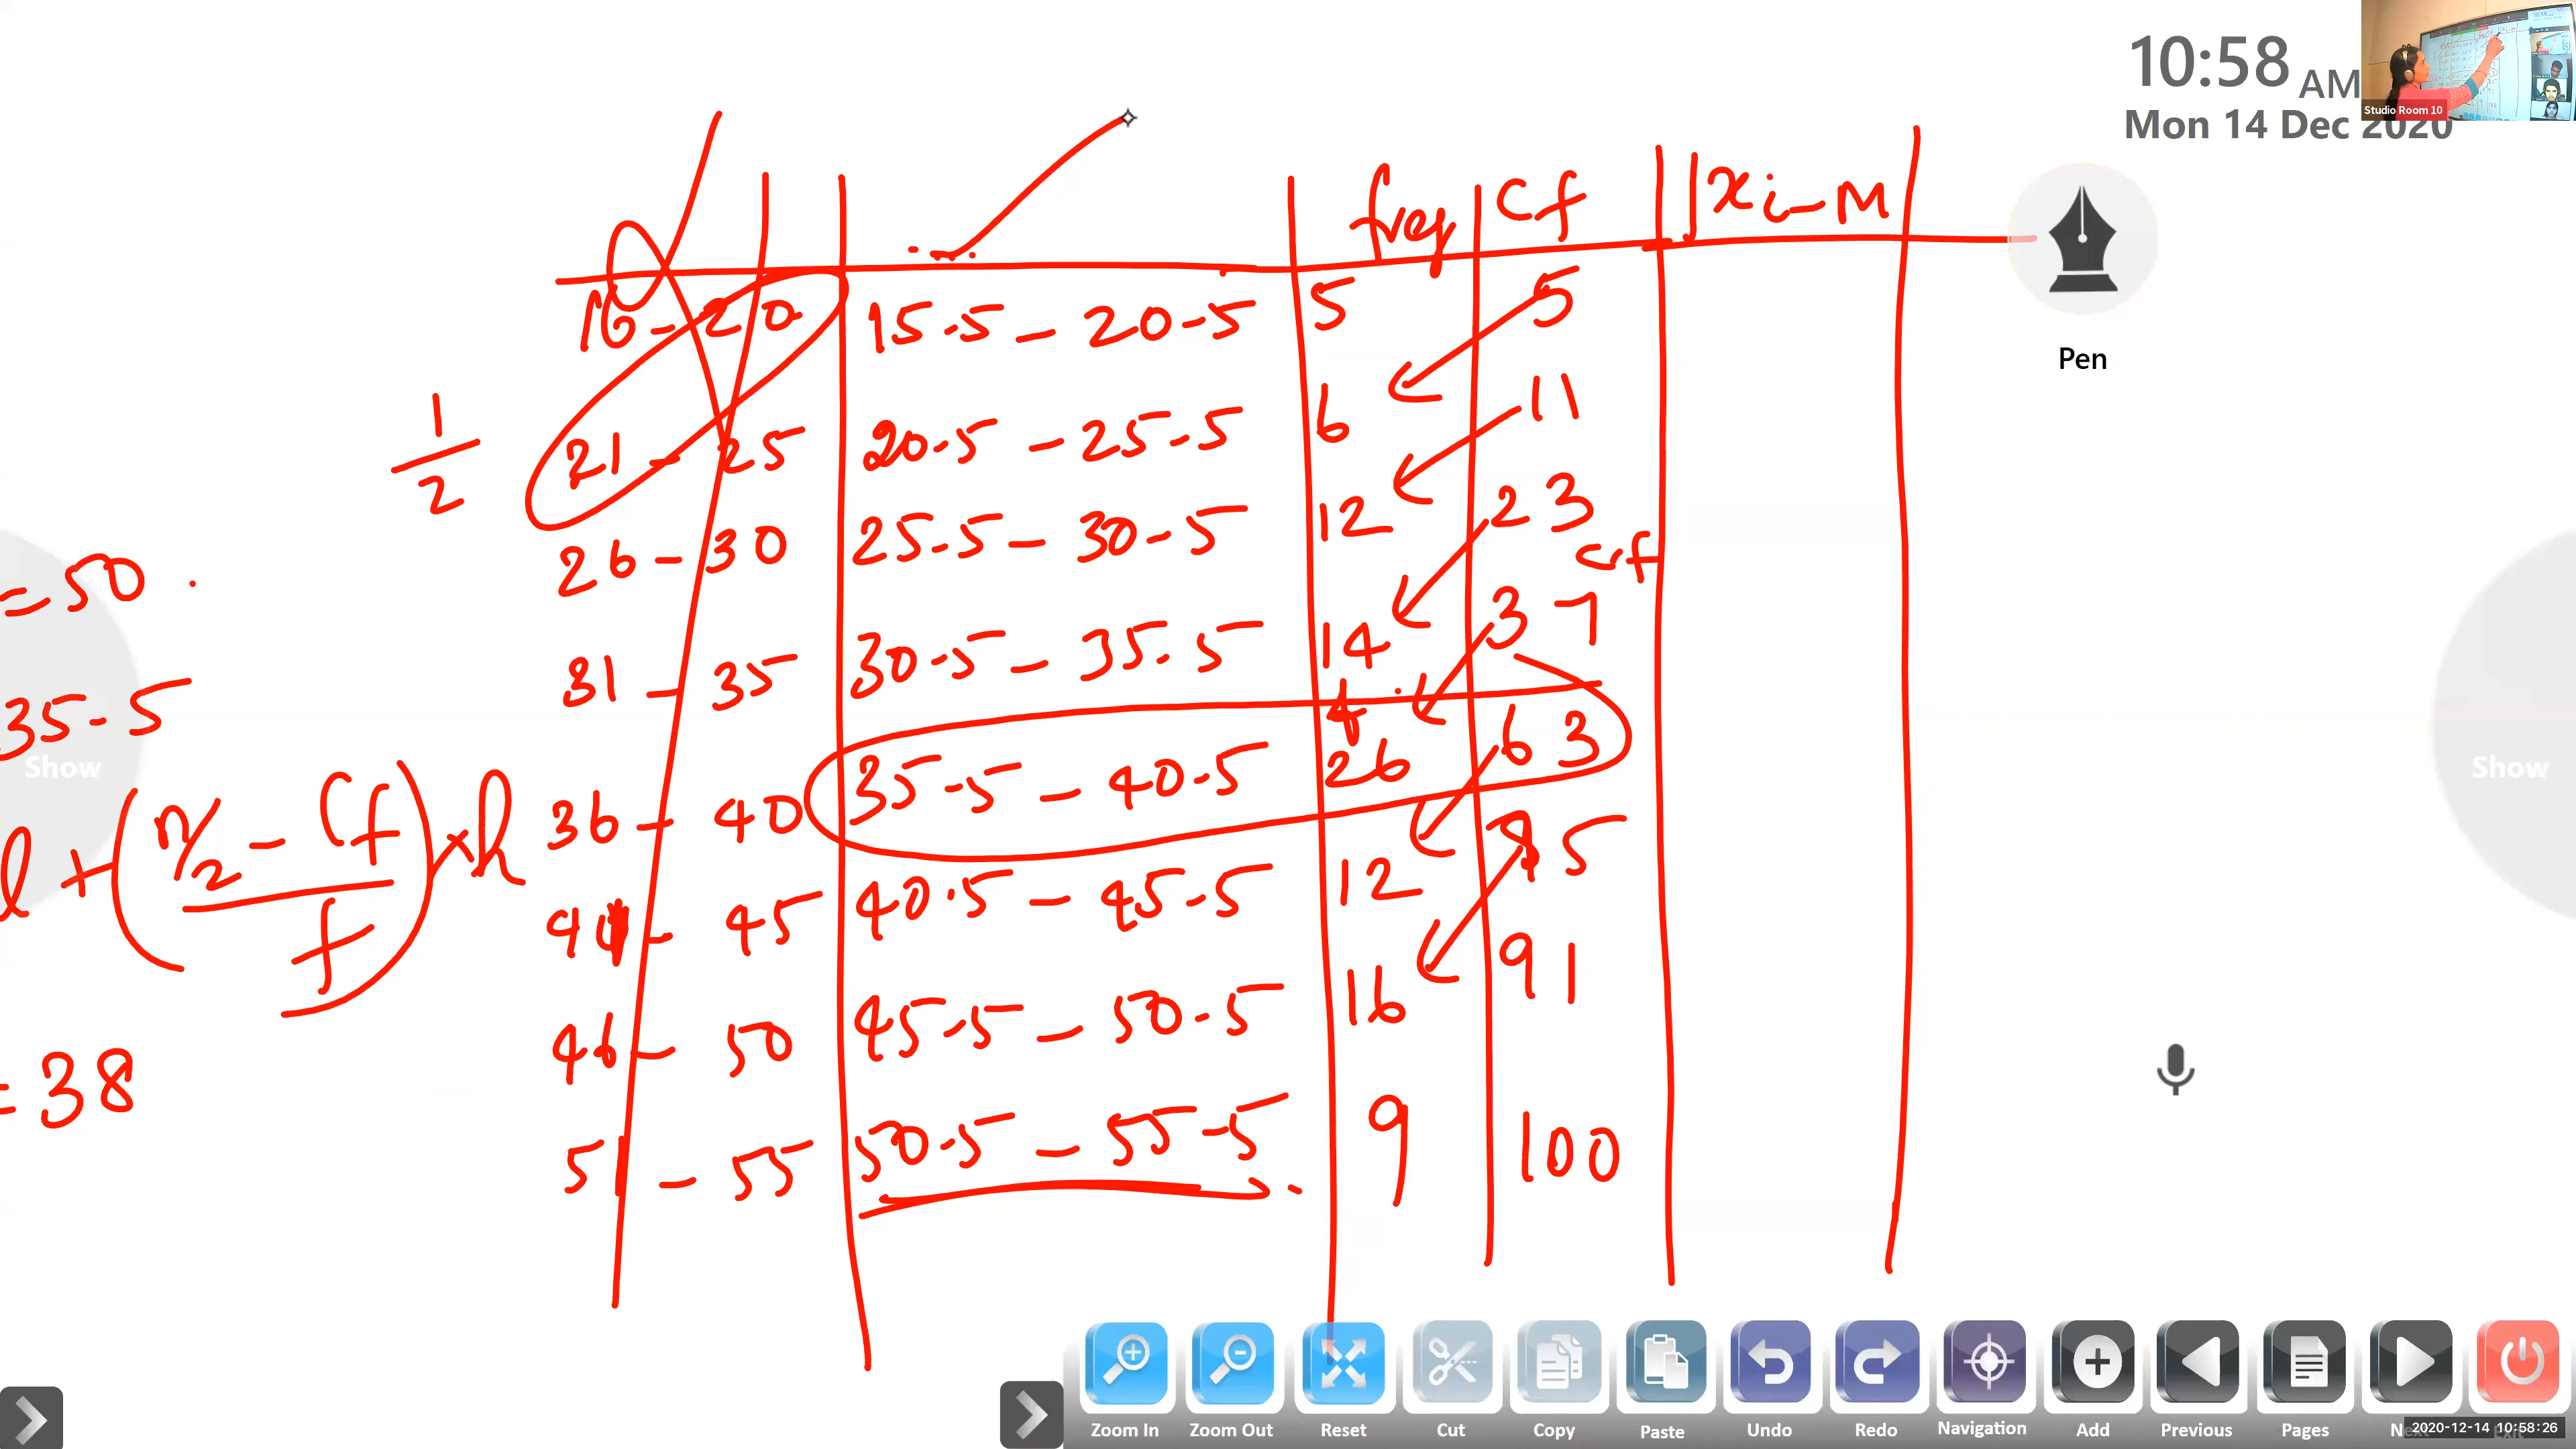 10:58 AM
Mon 14 Dec 2020
Studio Room 10
Pen
freq Cf |xi-M
16-20 15.5-20.5 5 5
21-25 20.5-25.5 6 11
26-30 25.5-30.5 12 23
cf
31-35 30.5-35.5 14 37
f
36-40 35.5-40.5 26 63
41-45 40.5-45.5 12 75
46-50 45.5-50.5 16 91
51-55 50.5-55.5 9 100
1/2
=50.
35.5
l+(n/2-Cf/f)×h
=38
Show
Show
Zoom In Zoom Out Reset Cut Copy Paste Undo Redo Navigation Add Previous Pages
2020-12-14 10:58:26